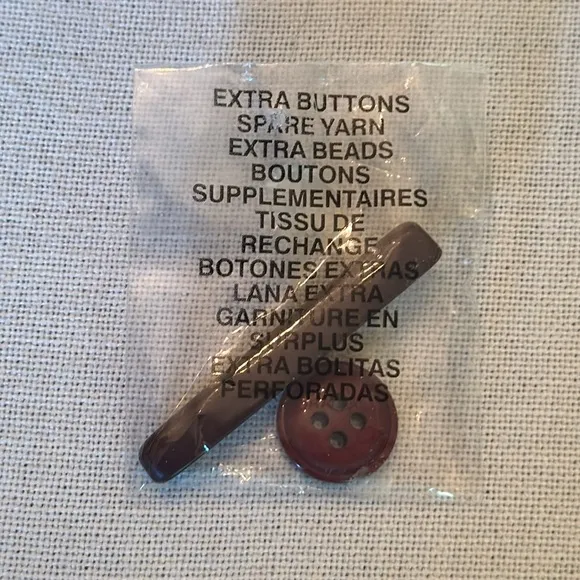 EXTRA BUTTONS
SPARE YARN
EXTRA BEADS
BOUTONS
SUPPLEMENTAIRES
TISSU DE
RECHANGE
BOTONES EXTRAS
LANA EXTRA
GARNITURE EN
SURPLUS
EXTRA BOLITAS
PERFORADAS